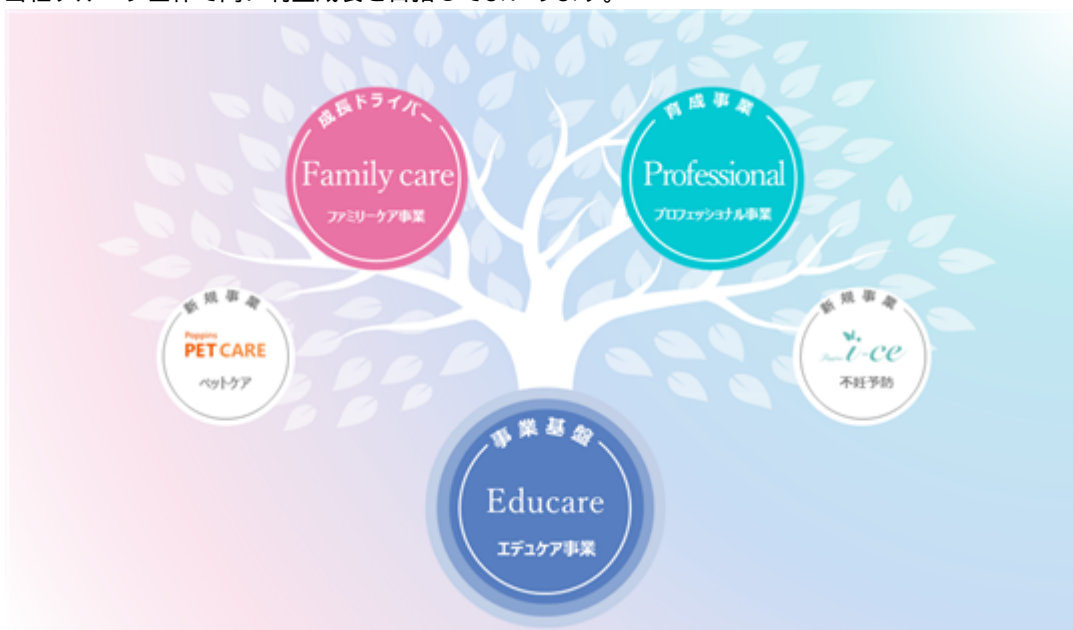 成長ドライバー
Family care
ファミリーケア事業
育成事業
Professional
プロフェッショナル事業
新規事業
Poppins
PET CARE
ペットケア
新規事業
i-ce
不妊予防
事業基盤
Educare
エデュケア事業